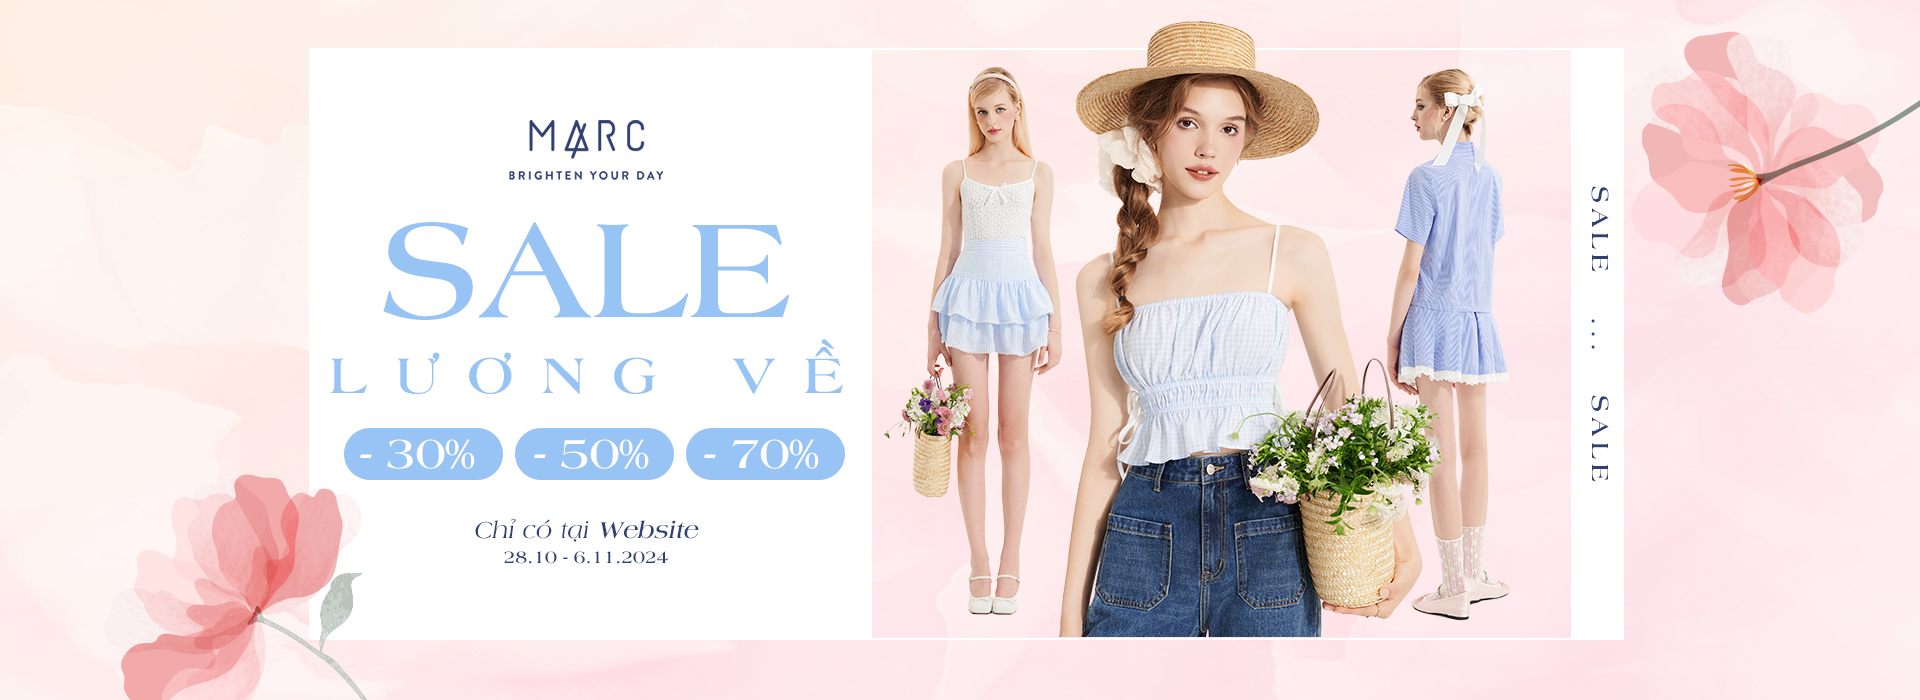 MARC
BRIGHTEN YOUR DAY
SALE
LƯƠNG VỀ
- 30% - 50% - 70%
Chỉ có tại Website
28.10 - 6.11.2024
SALE ... SALE